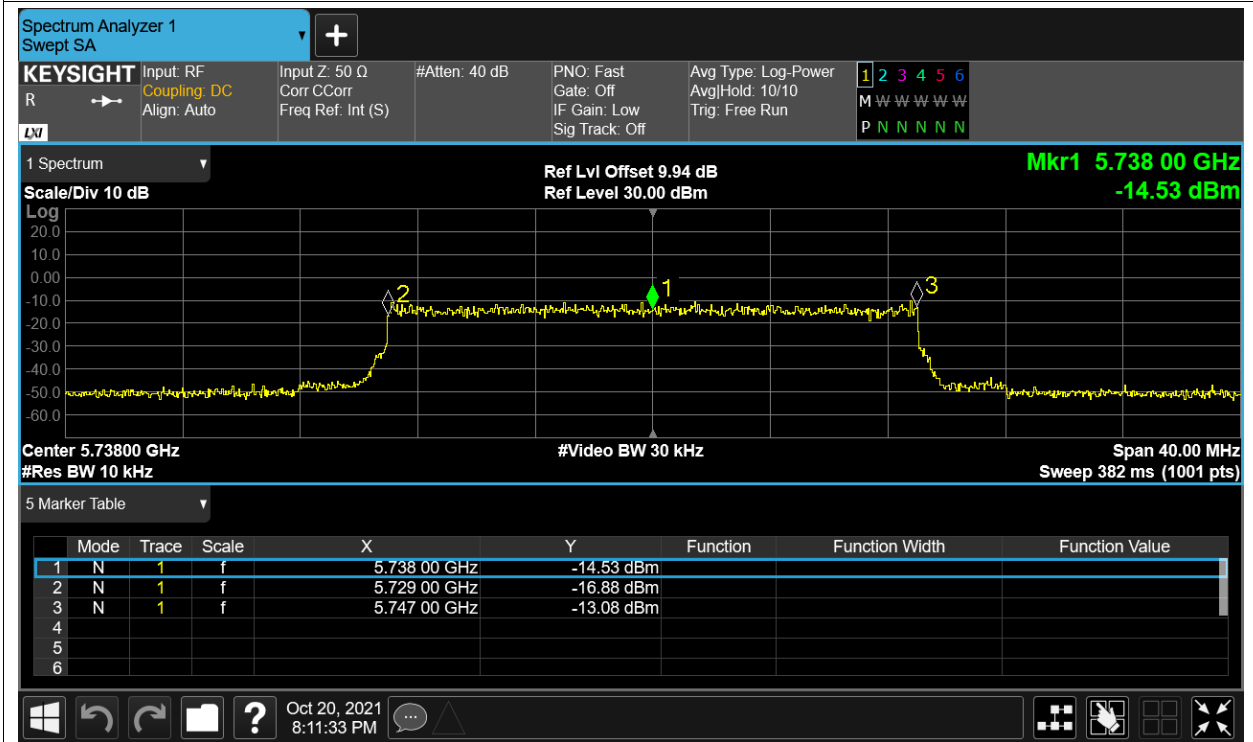 Spectrum Analyzer 1
Swept SA
KEYSIGHT
R
LXI
Input: RF
Coupling: DC
Align: Auto
Input Z: 50 Ω
Corr CCorr
Freq Ref: Int (S)
#Atten: 40 dB
PNO: Fast
Gate: Off
IF Gain: Low
Sig Track: Off
Avg Type: Log-Power
Avg|Hold: 10/10
Trig: Free Run
1 2 3 4 5 6
M W W W W W
P N N N N N
1 Spectrum
Scale/Div 10 dB
Ref Lvl Offset 9.94 dB
Ref Level 30.00 dBm
Mkr1 5.738 00 GHz
-14.53 dBm
Log
20.0
10.0
0.00
-10.0
-20.0
-30.0
-40.0
-50.0
-60.0
2
1
3
Center 5.73800 GHz
#Res BW 10 kHz
#Video BW 30 kHz
Span 40.00 MHz
Sweep 382 ms (1001 pts)
5 Marker Table
Mode Trace Scale X Y Function Function Width Function Value
1 N 1 f 5.738 00 GHz -14.53 dBm
2 N 1 f 5.729 00 GHz -16.88 dBm
3 N 1 f 5.747 00 GHz -13.08 dBm
4
5
6
?
Oct 20, 2021
8:11:33 PM